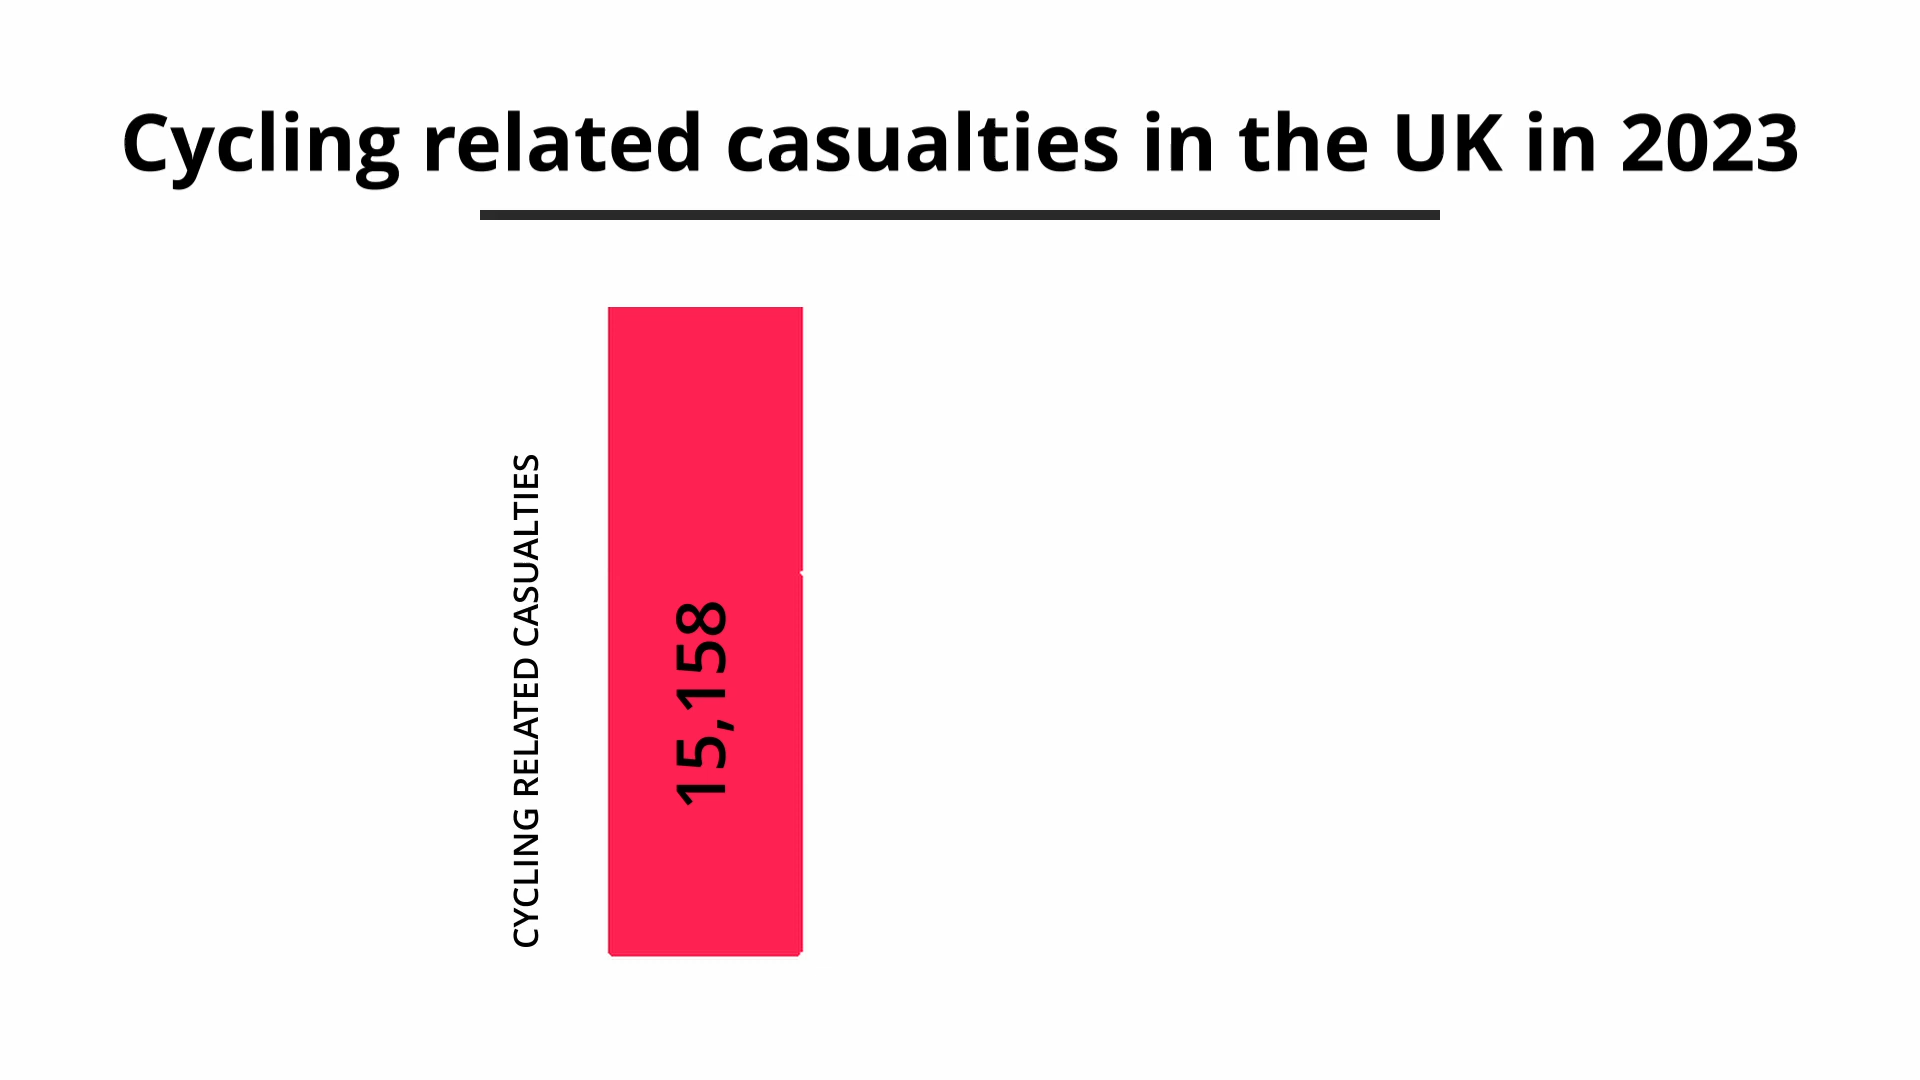 Cycling related casualties in the UK in 2023
CYCLING RELATED CASUALTIES
15,158